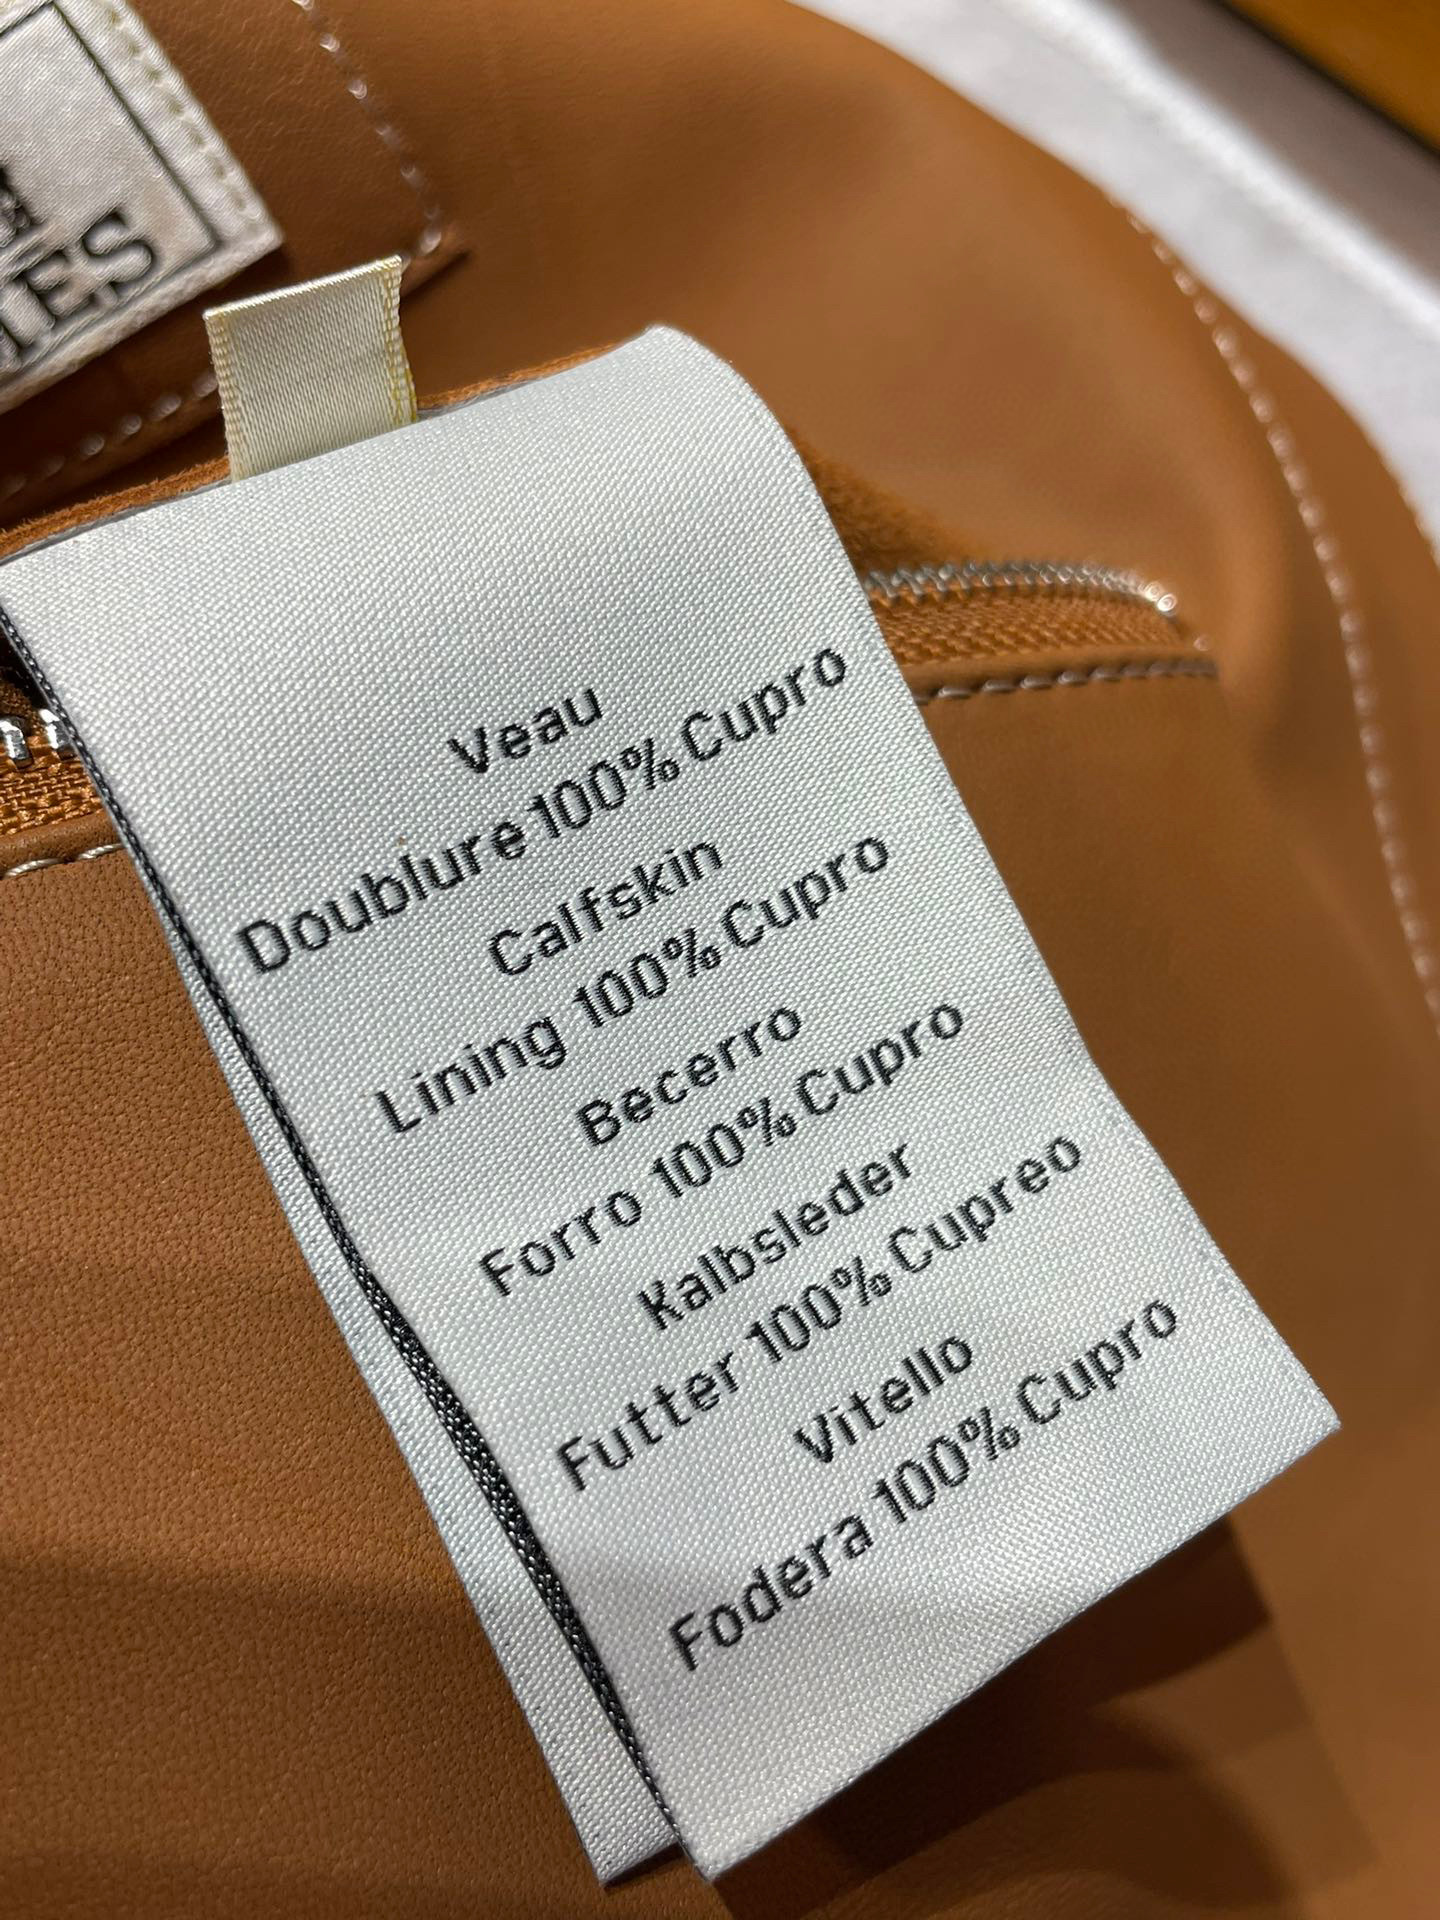 MES
Veau
Doublure 100% Cupro
Calfskin
Lining 100% Cupro
Becerro
Forro 100% Cupro
Kalbsleder
Futter 100% Cupreo
Vitello
Fodera 100% Cupro